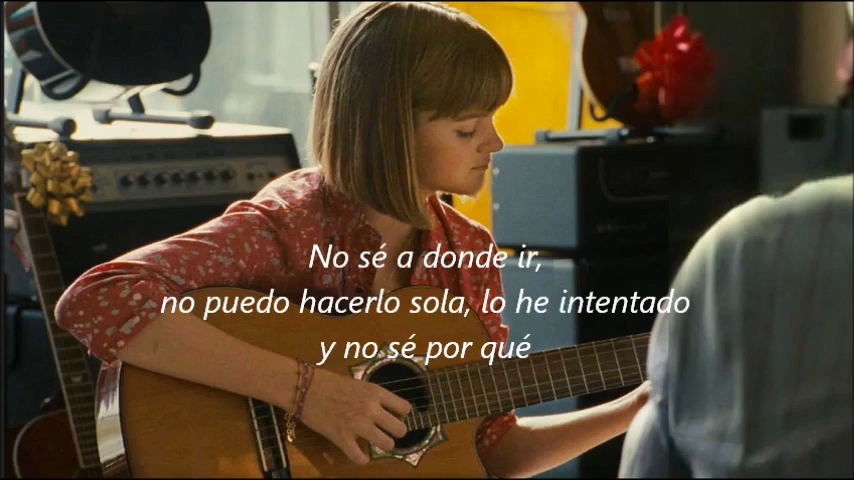 No sé a donde ir,
no puedo hacerlo sola, lo he intentado
y no sé por qué